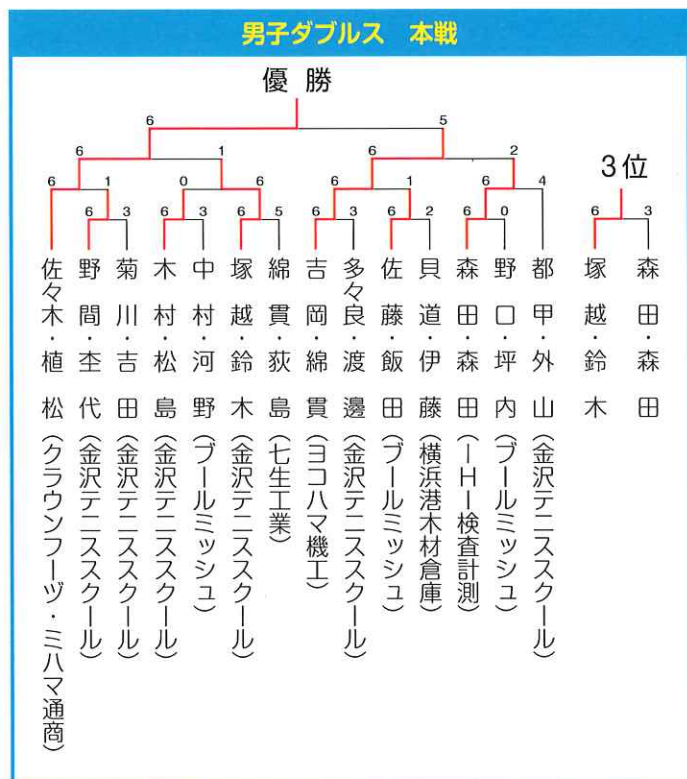 男子ダブルス 本戦
優勝
6 5
6 1 6 2
3位
6 1 0 6 6 1 6 4
6 3 6 3 6 5 6 3 6 2 6 0 6 3
佐々木・植松(クラウンフーヅ・ミハマ通商)
野間・杢代(金沢テニススクール)
菊川・吉田(金沢テニススクール)
木村・松島(金沢テニススクール)
中村・河野(ブールミッシュ)
塚越・鈴木(金沢テニススクール)
綿貫・荻島(七生工業)
吉岡・綿貫(ヨコハマ機工)
多々良・渡邊(金沢テニススクール)
佐藤・飯田(ブールミッシュ)
貝道・伊藤(横浜港木材倉庫)
森田・森田(IHI検査計測)
野口・坪内(ブールミッシュ)
都甲・外山(金沢テニススクール)
塚越・鈴木
森田・森田